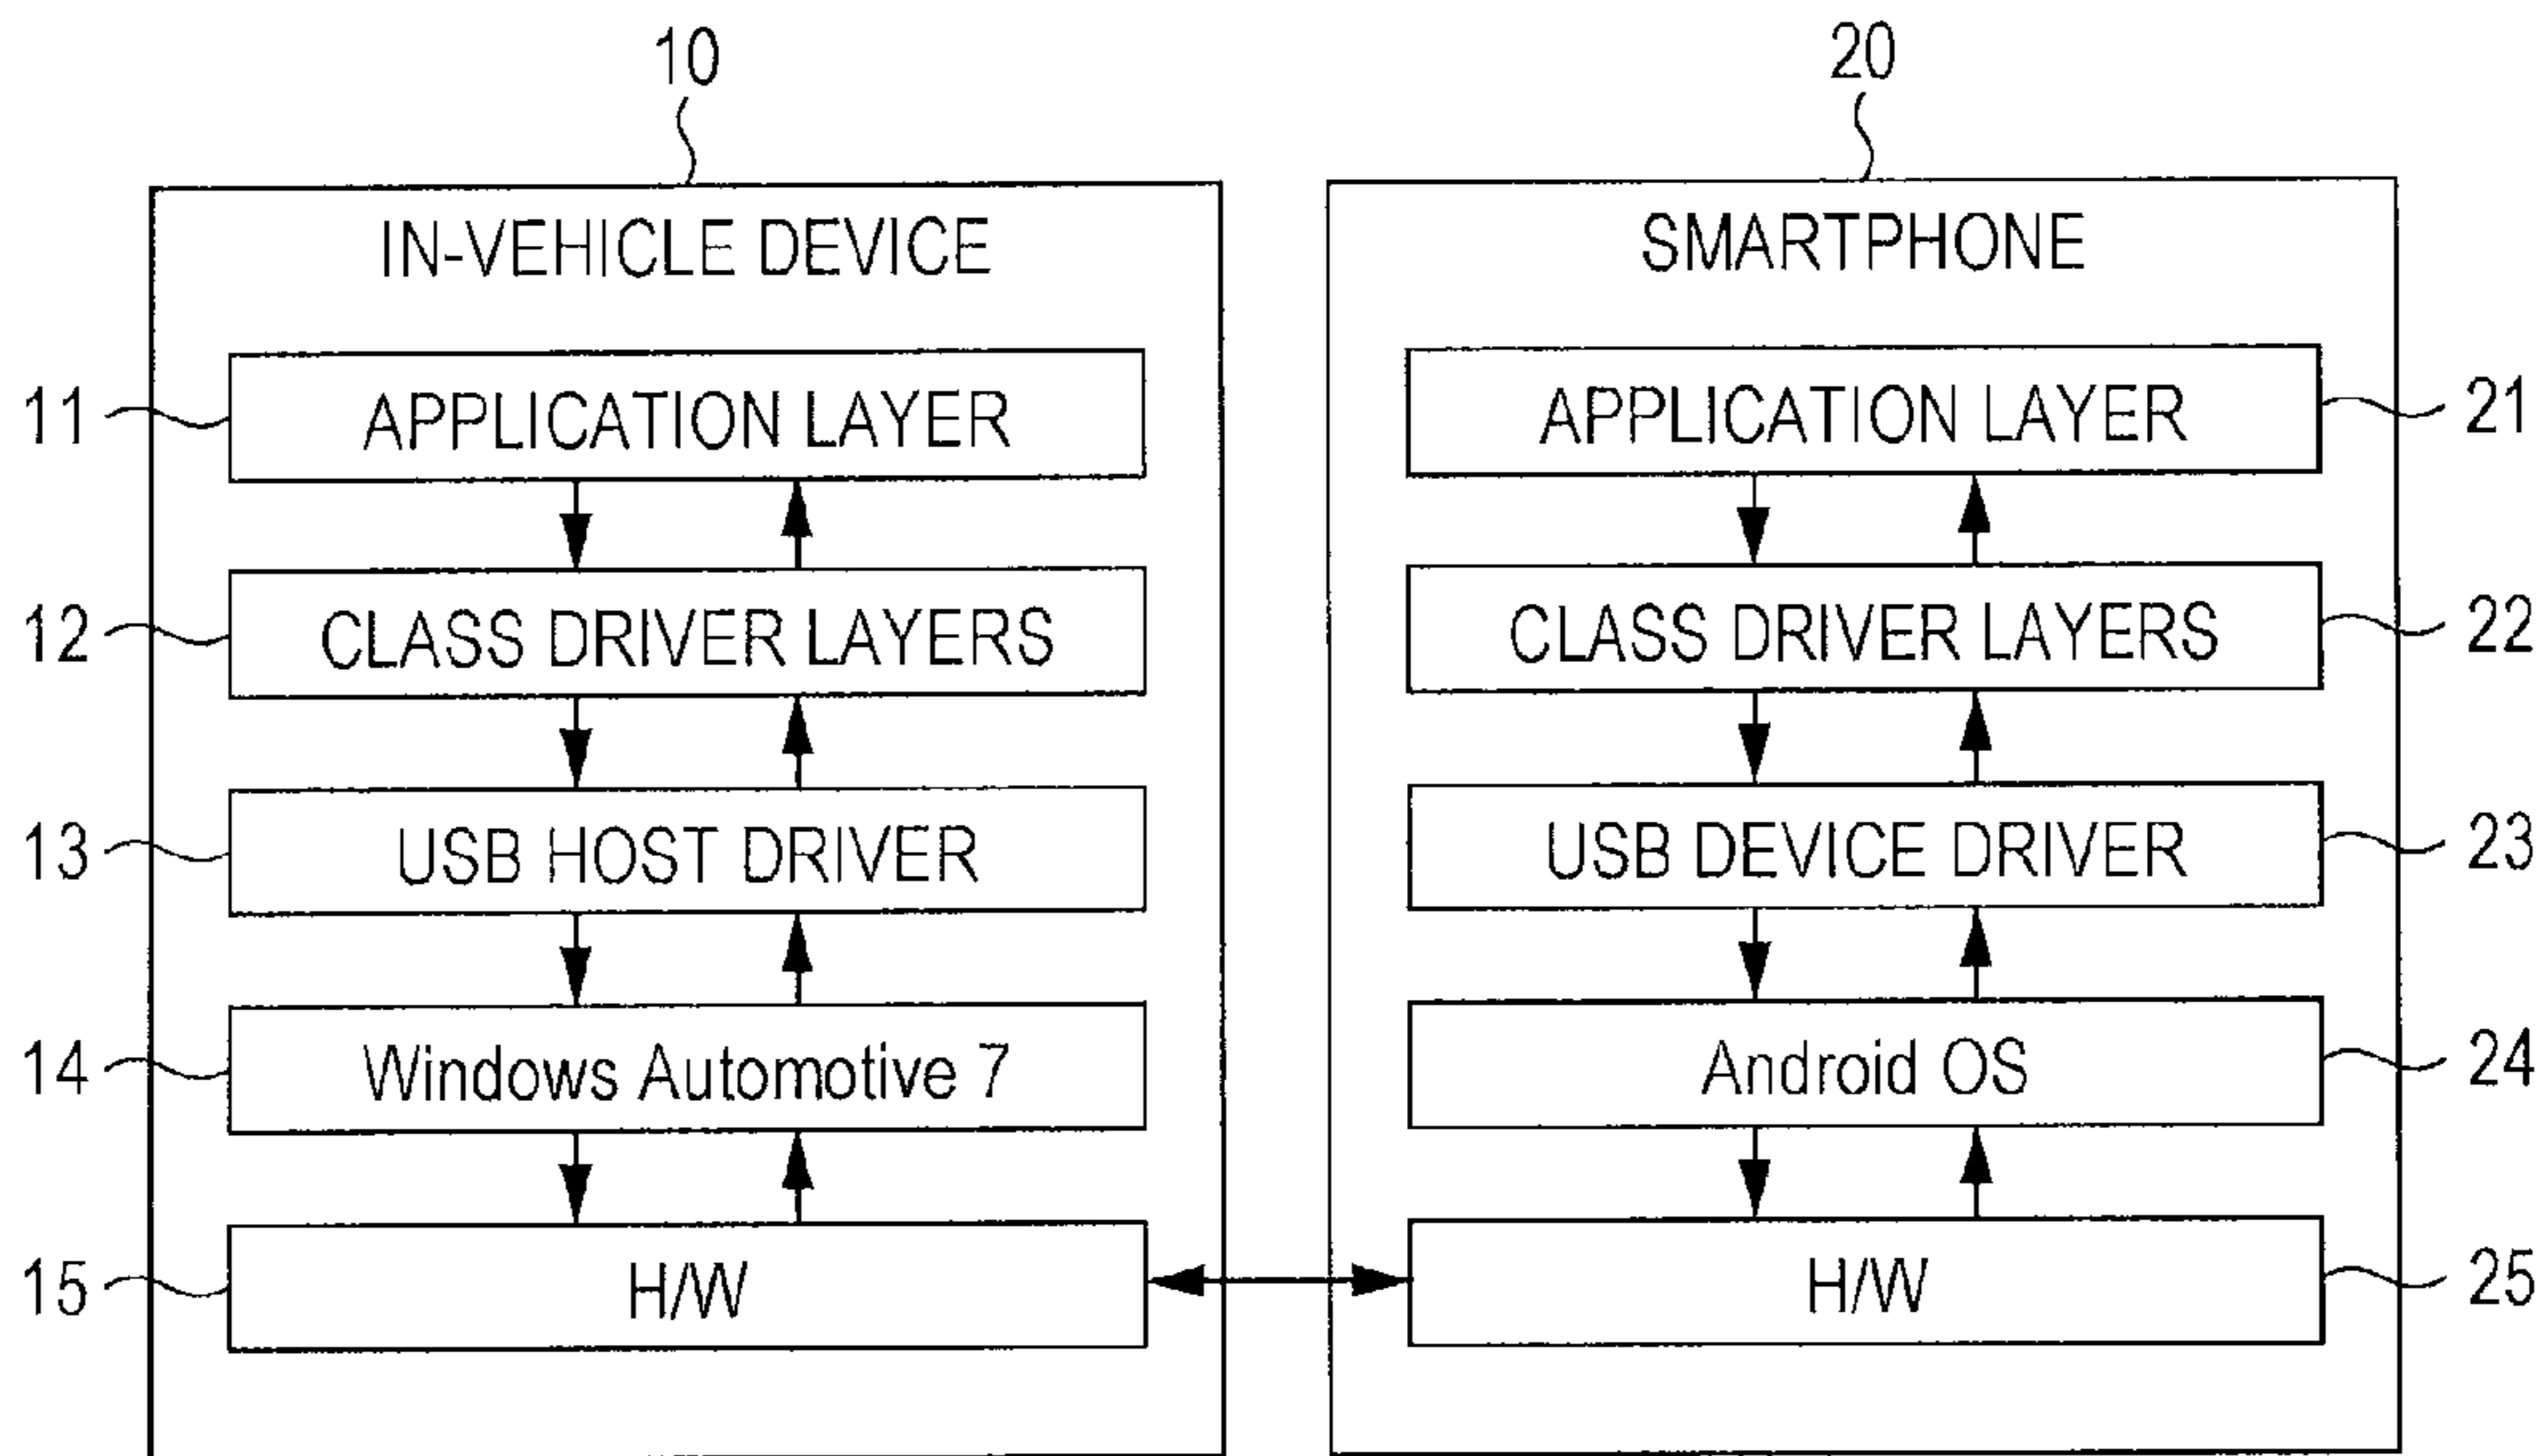 10
20
IN-VEHICLE DEVICE
SMARTPHONE
11
APPLICATION LAYER
APPLICATION LAYER
21
12
CLASS DRIVER LAYERS
CLASS DRIVER LAYERS
22
13
USB HOST DRIVER
USB DEVICE DRIVER
23
14
Windows Automotive 7
Android OS
24
15
H/W
H/W
25